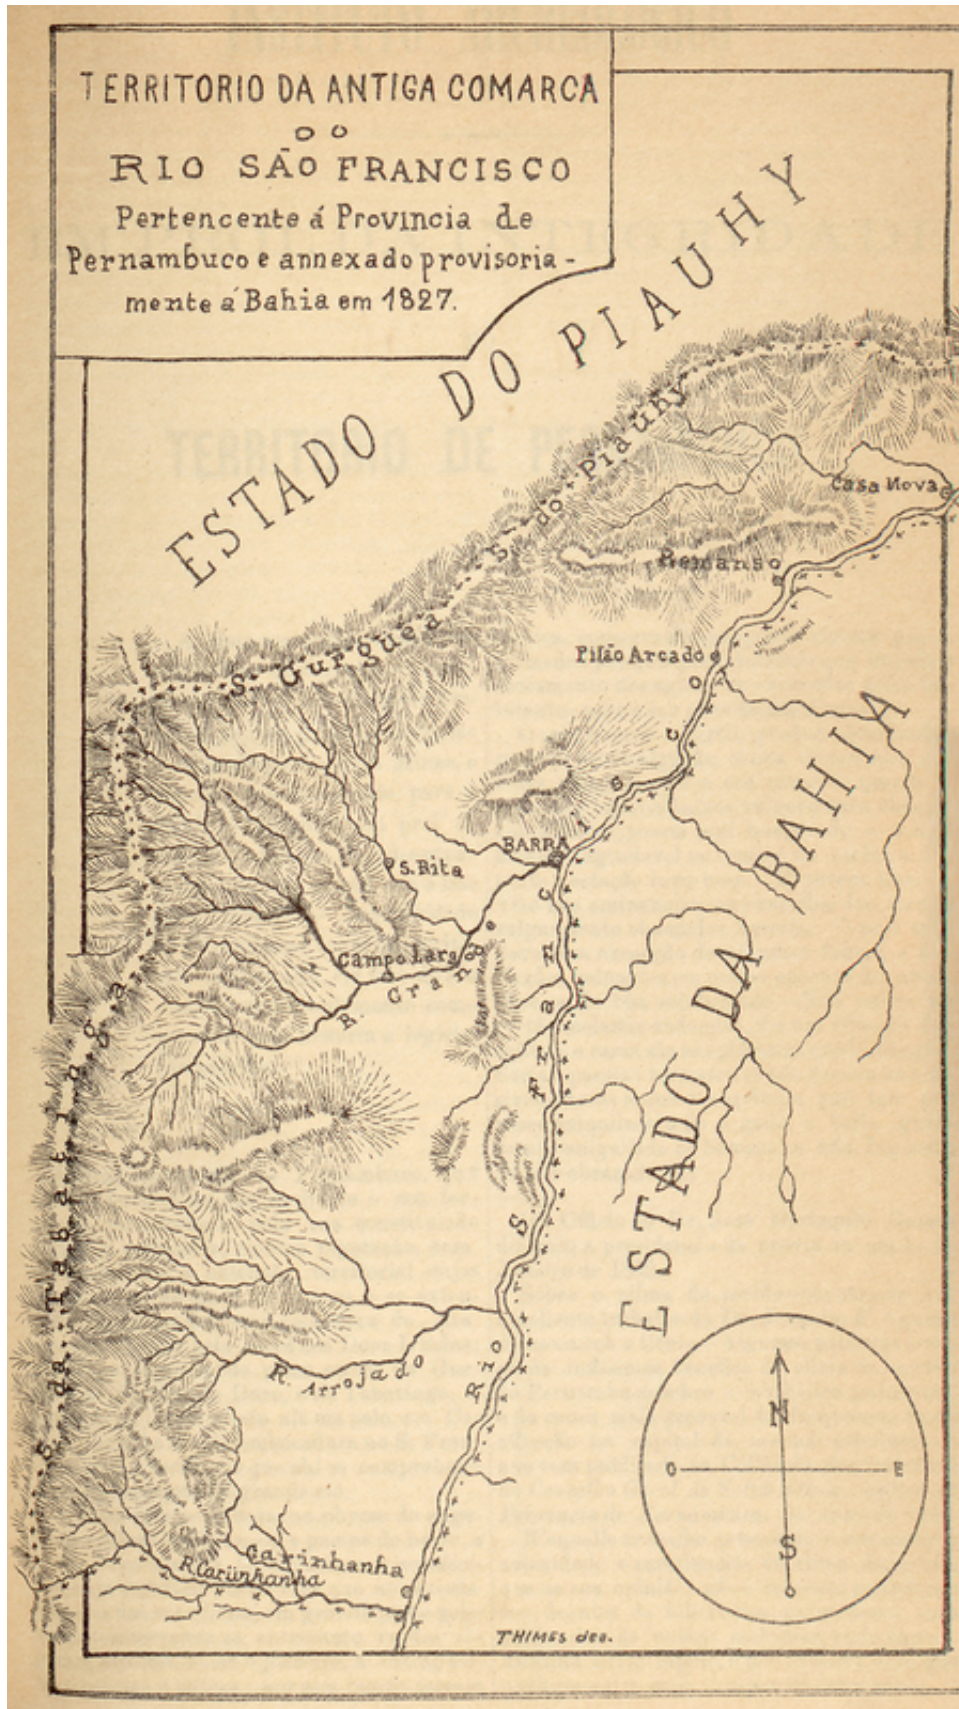 TERRITORIO DA ANTIGA COMARCA
DO
RIO SÃO FRANCISCO
Pertencente á Provincia de
Pernambuco e annexado provisoria-
mente á Bahia em 1827.
ESTADO DO PIAUHY
S. do Piauhy
Casa Nova
Remanso
S. Gurguea
Pilão Arcado
BARRA
S. Rita
Campo Largo
R. Grande
ESTADO DA BAHIA
Rio S. Francisco
S. da Tabatinga
R. Arrojado
N
O
E
S
Carinhanha
R. Carünhanha
THIMES des.